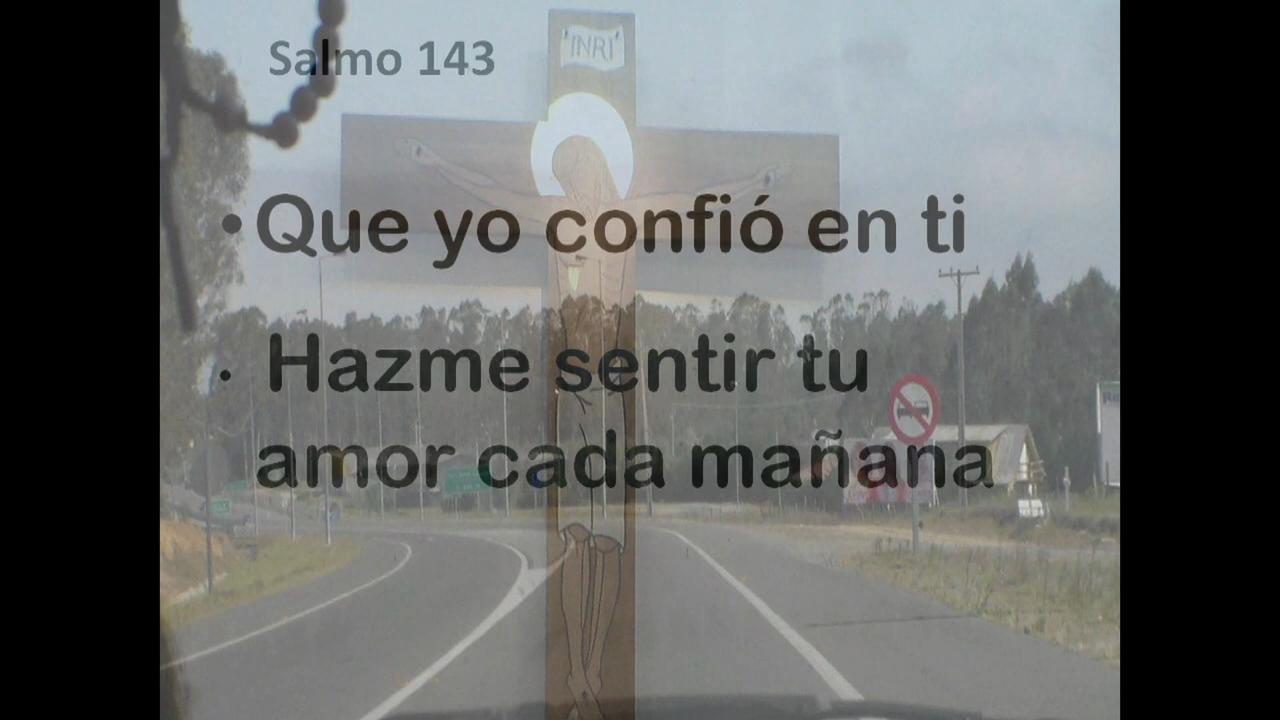 Salmo 143
INRI
• Que yo confió en ti
• Hazme sentir tu
amor cada mañana